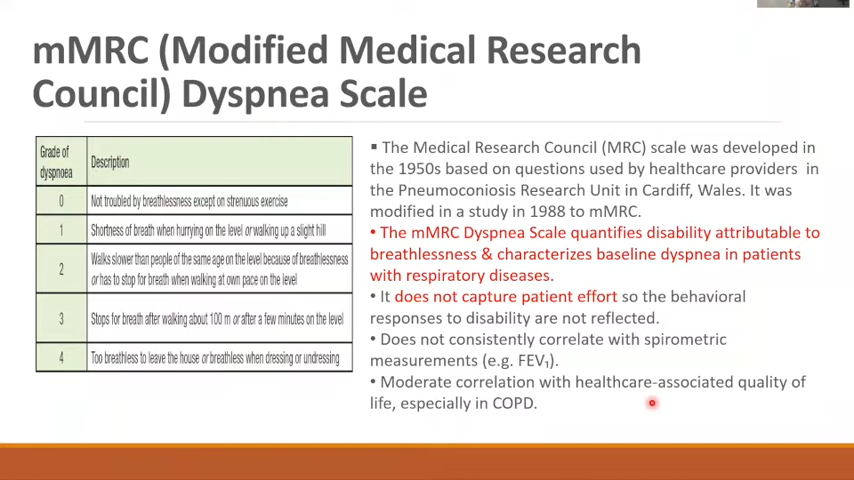 mMRC (Modified Medical Research
Council) Dyspnea Scale
Grade of
dyspnoea
Description
0
Not troubled by breathlessness except on strenuous exercise
1
Shortness of breath when hurrying on the level or walking up a slight hill
2
Walks slower than people of the same age on the level because of breathlessness
or has to stop for breath when walking at own pace on the level
3
Stops for breath after walking about 100 m or after a few minutes on the level
4
Too breathless to leave the house or breathless when dressing or undressing
▪ The Medical Research Council (MRC) scale was developed in
the 1950s based on questions used by healthcare providers in
the Pneumoconiosis Research Unit in Cardiff, Wales. It was
modified in a study in 1988 to mMRC.
• The mMRC Dyspnea Scale quantifies disability attributable to
breathlessness & characterizes baseline dyspnea in patients
with respiratory diseases.
• It does not capture patient effort so the behavioral
responses to disability are not reflected.
• Does not consistently correlate with spirometric
measurements (e.g. FEV₁).
• Moderate correlation with healthcare-associated quality of
life, especially in COPD.